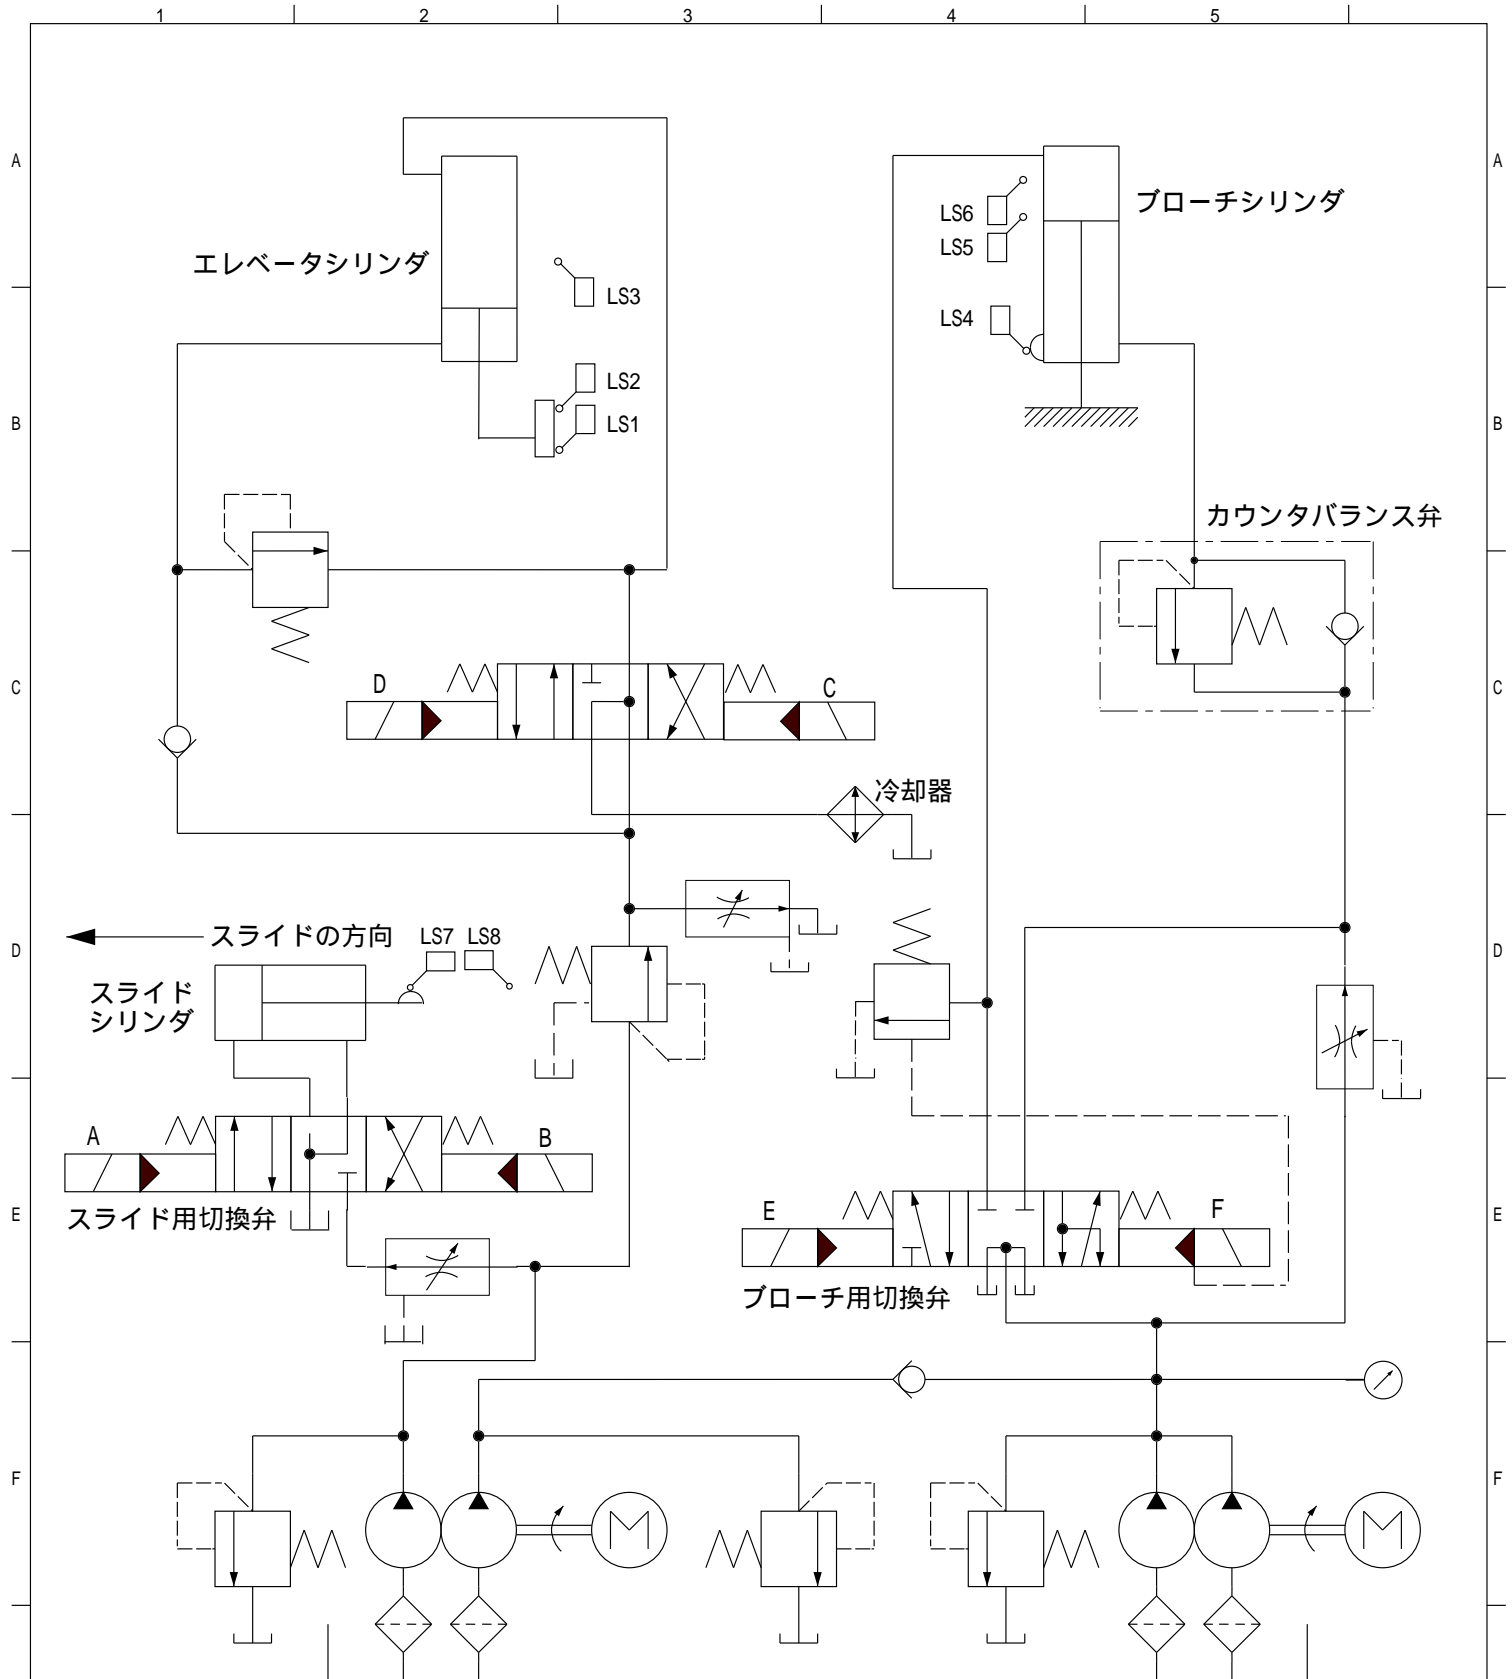 1 2 3 4 5
A
A
ブローチシリンダ
LS6
LS5
エレベータシリンダ
LS3
LS4
LS2
LS1
B
B
カウンタバランス弁
C
D
C
C
冷却器
スライドの方向
LS7 LS8
D
D
スライド
シリンダ
A
B
スライド用切換弁
E
E
F
E
ブローチ用切換弁
F
M
M
F